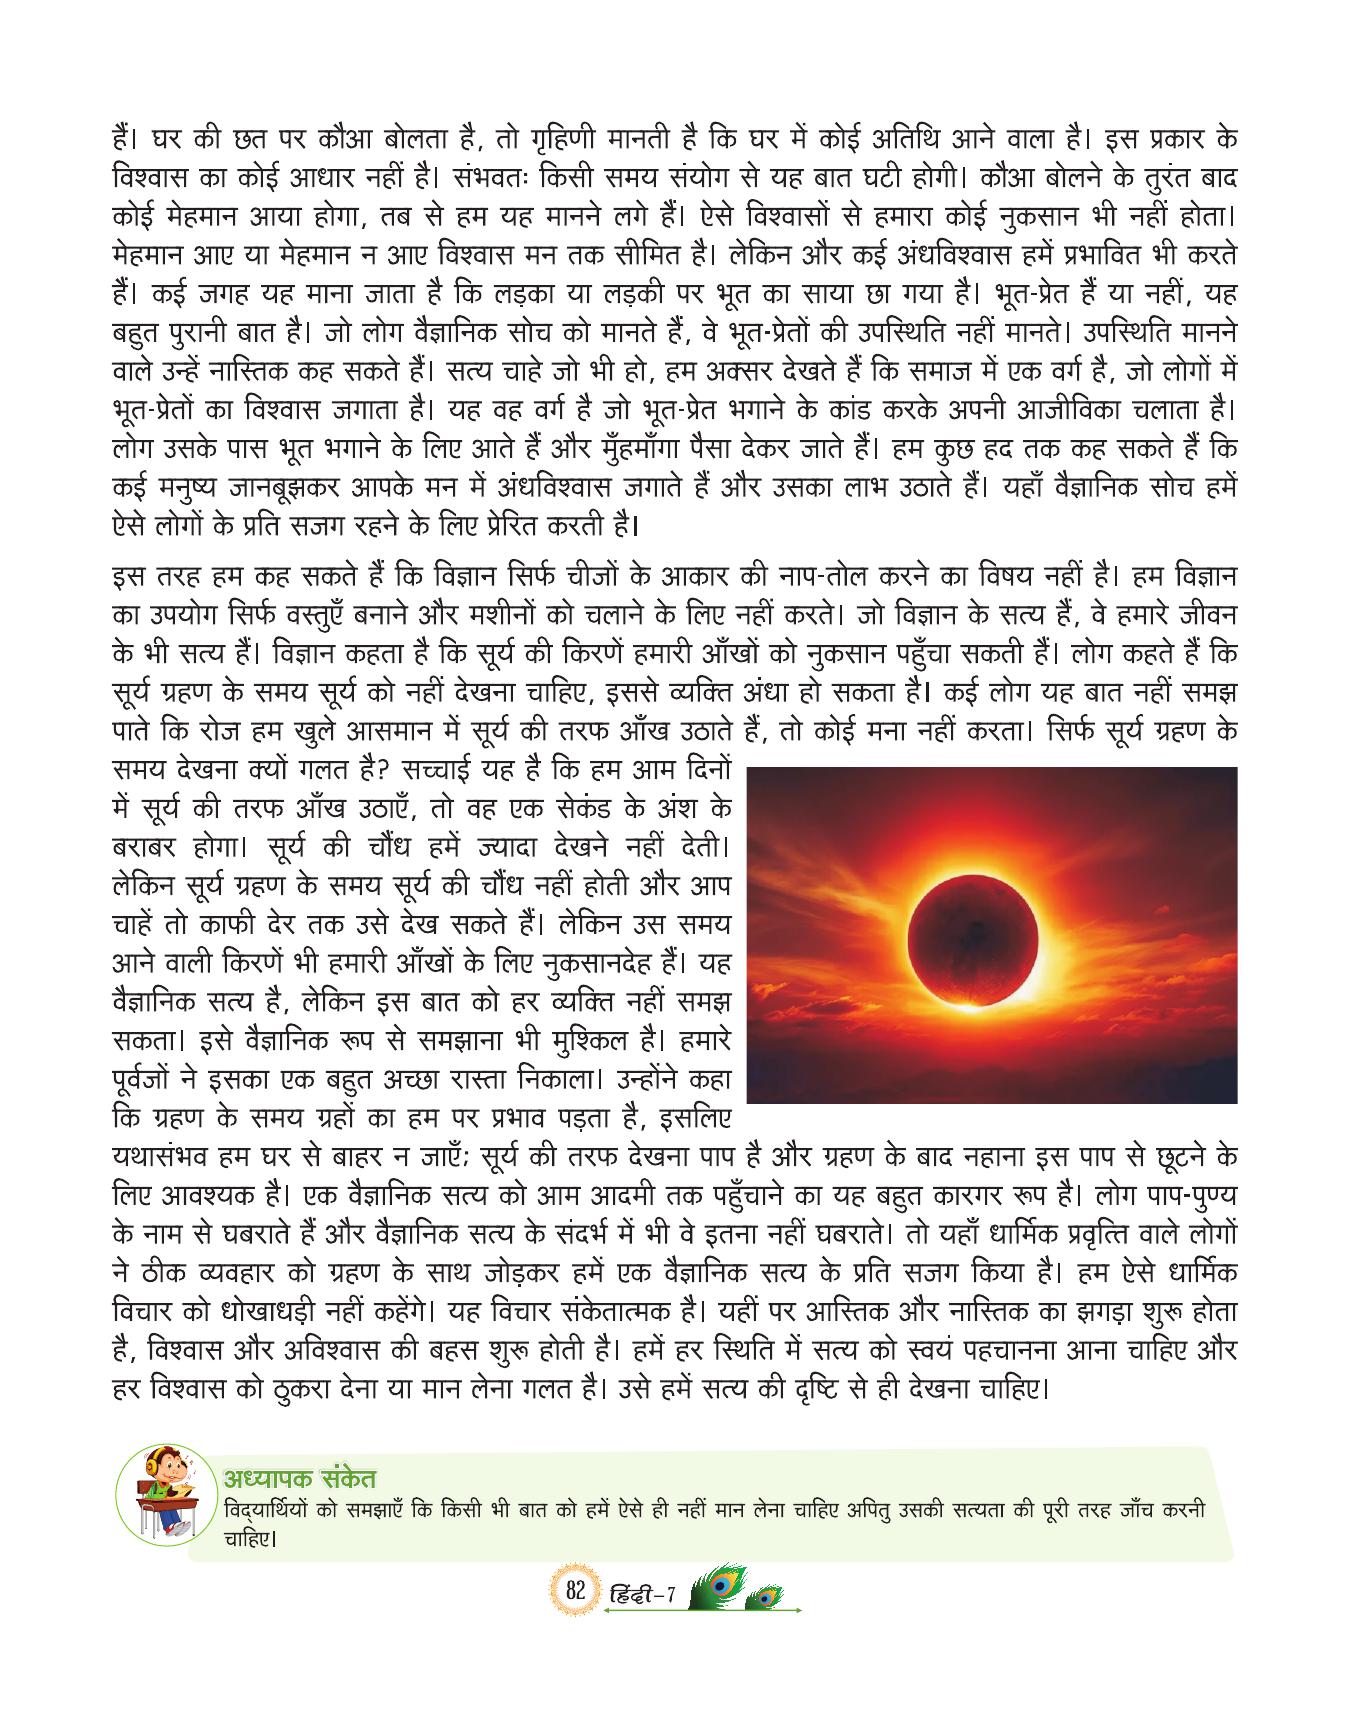 हैं। घर की छत पर कौआ बोलता है, तो गृहिणी मानती है कि घर में कोई अतिथि आने वाला है। इस प्रकार के
विश्वास का कोई आधार नहीं है। संभवतः किसी समय संयोग से यह बात घटी होगी। कौआ बोलने के तुरंत बाद
कोई मेहमान आया होगा, तब से हम यह मानने लगे हैं। ऐसे विश्वासों से हमारा कोई नुकसान भी नहीं होता।
मेहमान आए या मेहमान न आए विश्वास मन तक सीमित है। लेकिन और कई अंधविश्वास हमें प्रभावित भी करते
हैं। कई जगह यह माना जाता है कि लड़का या लड़की पर भूत का साया छा गया है। भूत-प्रेत हैं या नहीं, यह
बहुत पुरानी बात है। जो लोग वैज्ञानिक सोच को मानते हैं, वे भूत-प्रेतों की उपस्थिति नहीं मानते। उपस्थिति मानने
वाले उन्हें नास्तिक कह सकते हैं। सत्य चाहे जो भी हो, हम अक्सर देखते हैं कि समाज में एक वर्ग है, जो लोगों में
भूत-प्रेतों का विश्वास जगाता है। यह वह वर्ग है जो भूत-प्रेत भगाने के कांड करके अपनी आजीविका चलाता है।
लोग उसके पास भूत भगाने के लिए आते हैं और मुँहमाँगा पैसा देकर जाते हैं। हम कुछ हद तक कह सकते हैं कि
कई मनुष्य जानबूझकर आपके मन में अंधविश्वास जगाते हैं और उसका लाभ उठाते हैं। यहाँ वैज्ञानिक सोच हमें
ऐसे लोगों के प्रति सजग रहने के लिए प्रेरित करती है।
इस तरह हम कह सकते हैं कि विज्ञान सिर्फ चीजों के आकार की नाप-तोल करने का विषय नहीं है। हम विज्ञान
का उपयोग सिर्फ वस्तुएँ बनाने और मशीनों को चलाने के लिए नहीं करते। जो विज्ञान के सत्य हैं, वे हमारे जीवन
के भी सत्य हैं। विज्ञान कहता है कि सूर्य की किरणें हमारी आँखों को नुकसान पहुँचा सकती हैं। लोग कहते हैं कि
सूर्य ग्रहण के समय सूर्य को नहीं देखना चाहिए, इससे व्यक्ति अंधा हो सकता है। कई लोग यह बात नहीं समझ
पाते कि रोज हम खुले आसमान में सूर्य की तरफ आँख उठाते हैं, तो कोई मना नहीं करता। सिर्फ सूर्य ग्रहण के
समय देखना क्यों गलत है? सच्चाई यह है कि हम आम दिनों
में सूर्य की तरफ आँख उठाएँ, तो वह एक सेकंड के अंश के
बराबर होगा। सूर्य की चौंध हमें ज्यादा देखने नहीं देती।
लेकिन सूर्य ग्रहण के समय सूर्य की चौंध नहीं होती और आप
चाहें तो काफी देर तक उसे देख सकते हैं। लेकिन उस समय
आने वाली किरणें भी हमारी आँखों के लिए नुकसानदेह हैं। यह
वैज्ञानिक सत्य है, लेकिन इस बात को हर व्यक्ति नहीं समझ
सकता। इसे वैज्ञानिक रूप से समझाना भी मुश्किल है। हमारे
पूर्वजों ने इसका एक बहुत अच्छा रास्ता निकाला। उन्होंने कहा
कि ग्रहण के समय ग्रहों का हम पर प्रभाव पड़ता है, इसलिए
यथासंभव हम घर से बाहर न जाएँ; सूर्य की तरफ देखना पाप है और ग्रहण के बाद नहाना इस पाप से छूटने के
लिए आवश्यक है। एक वैज्ञानिक सत्य को आम आदमी तक पहुँचाने का यह बहुत कारगर रूप है। लोग पाप-पुण्य
के नाम से घबराते हैं और वैज्ञानिक सत्य के संदर्भ में भी वे इतना नहीं घबराते। तो यहाँ धार्मिक प्रवृत्ति वाले लोगों
ने ठीक व्यवहार को ग्रहण के साथ जोड़कर हमें एक वैज्ञानिक सत्य के प्रति सजग किया है। हम ऐसे धार्मिक
विचार को धोखाधड़ी नहीं कहेंगे। यह विचार संकेतात्मक है। यहीं पर आस्तिक और नास्तिक का झगड़ा शुरू होता
है, विश्वास और अविश्वास की बहस शुरू होती है। हमें हर स्थिति में सत्य को स्वयं पहचानना आना चाहिए और
हर विश्वास को ठुकरा देना या मान लेना गलत है। उसे हमें सत्य की दृष्टि से ही देखना चाहिए।
अध्यापक संकेत
विद्‌यार्थियों को समझाएँ कि किसी भी बात को हमें ऐसे ही नहीं मान लेना चाहिए अपितु उसकी सत्यता की पूरी तरह जाँच करनी
चाहिए।
82 हिंदी–7